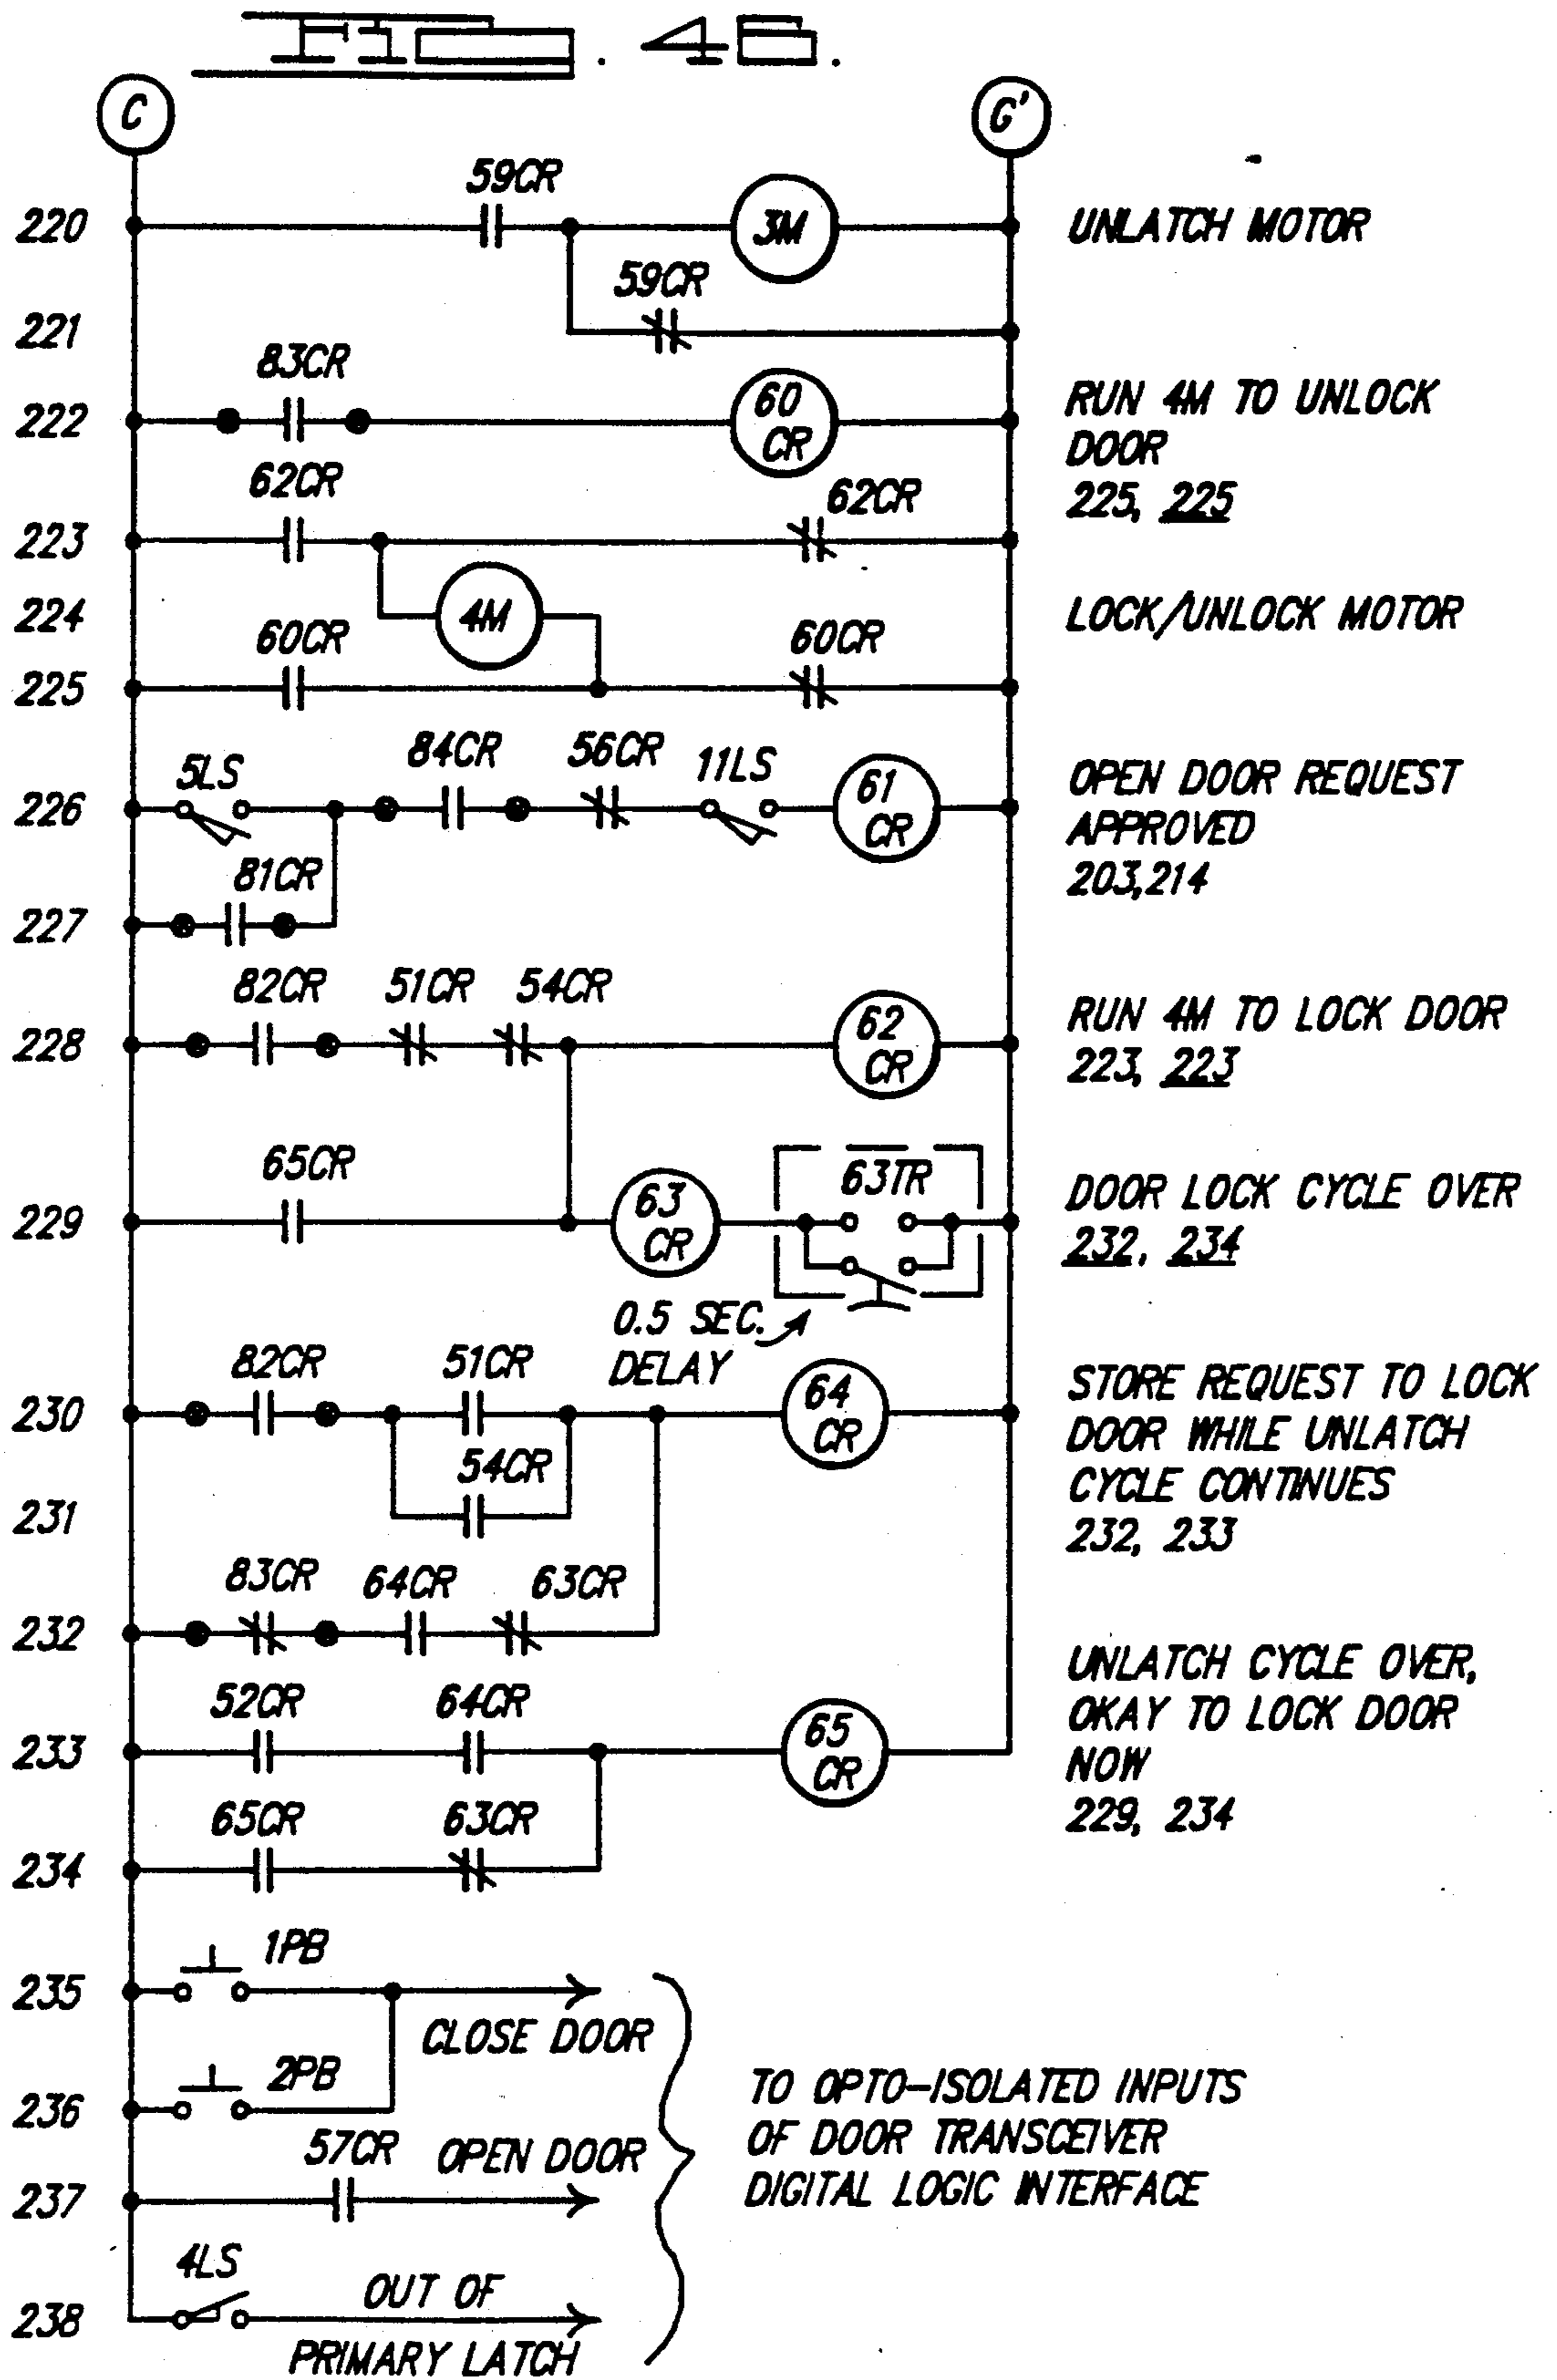 FIG. 4B.
C G'
59CR
220 3M UNLATCH MOTOR
59CR
221
83CR
222 60 CR RUN 4M TO UNLOCK
DOOR
225, 225
62CR 62CR
223
224 4M LOCK/UNLOCK MOTOR
60CR 60CR
225
5LS 84CR 56CR 11LS
226 61 CR OPEN DOOR REQUEST
APPROVED
203,214
81CR
227
82CR 51CR 54CR
228 62 CR RUN 4M TO LOCK DOOR
223, 223
65CR 63TR
229 63 CR DOOR LOCK CYCLE OVER
232, 234
0.5 SEC.
DELAY
82CR 51CR
230 64 CR STORE REQUEST TO LOCK
DOOR WHILE UNLATCH
CYCLE CONTINUES
232, 233
54CR
231
83CR 64CR 63CR
232
52CR 64CR
233 65 CR UNLATCH CYCLE OVER,
OKAY TO LOCK DOOR
NOW
229, 234
65CR 63CR
234
1PB
235
CLOSE DOOR
2PB
236
57CR OPEN DOOR
237
4LS
238 OUT OF
PRIMARY LATCH
TO OPTO-ISOLATED INPUTS
OF DOOR TRANSCEIVER
DIGITAL LOGIC INTERFACE